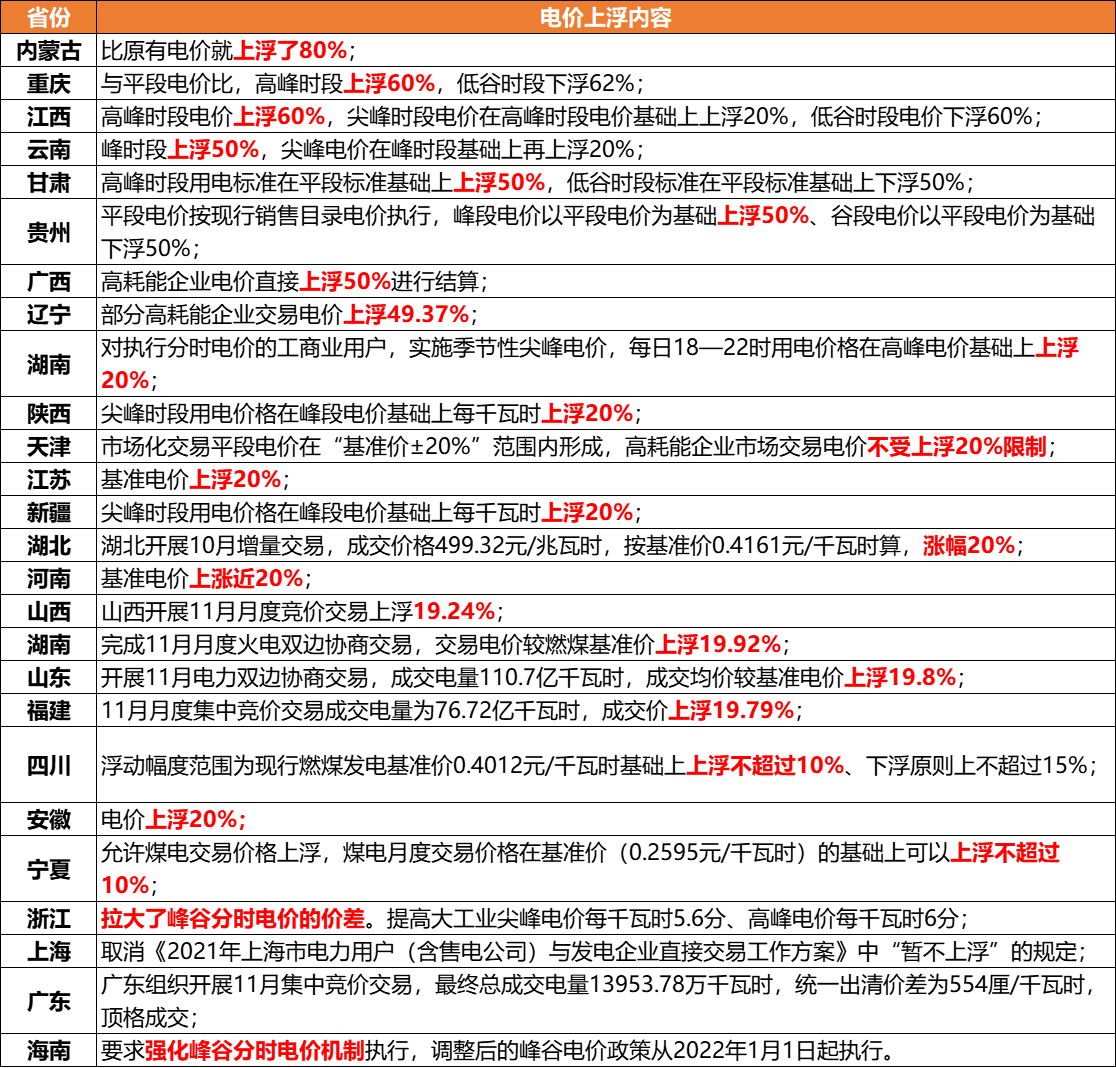 省份 电价上浮内容
内蒙古 比原有电价就上浮了80%；
重庆 与平段电价比，高峰时段上浮60%，低谷时段下浮62%；
江西 高峰时段电价上浮60%，尖峰时段电价在高峰时段电价基础上上浮20%，低谷时段电价下浮60%；
云南 峰时段上浮50%，尖峰电价在峰时段基础上再上浮20%；
甘肃 高峰时段用电标准在平段标准基础上上浮50%，低谷时段标准在平段标准基础上下浮50%；
贵州 平段电价按现行销售目录电价执行，峰段电价以平段电价为基础上浮50%、谷段电价以平段电价为基础
下浮50%；
广西 高耗能企业电价直接上浮50%进行结算；
辽宁 部分高耗能企业交易电价上浮49.37%；
湖南 对执行分时电价的工商业用户，实施季节性尖峰电价，每日18—22时用电价格在高峰电价基础上上浮
20%；
陕西 尖峰时段用电价格在峰段电价基础上每千瓦时上浮20%；
天津 市场化交易平段电价在“基准价±20%”范围内形成，高耗能企业市场交易电价不受上浮20%限制；
江苏 基准电价上浮20%；
新疆 尖峰时段用电价格在峰段电价基础上每千瓦时上浮20%；
湖北 湖北开展10月增量交易，成交价格499.32元/兆瓦时，按基准价0.4161元/千瓦时算，涨幅20%；
河南 基准电价上涨近20%；
山西 山西开展11月月度竞价交易上浮19.24%；
湖南 完成11月月度火电双边协商交易，交易电价较燃煤基准价上浮19.92%；
山东 开展11月电力双边协商交易，成交电量110.7亿千瓦时，成交均价较基准电价上浮19.8%；
福建 11月月度集中竞价交易成交电量为76.72亿千瓦时，成交价上浮19.79%；
四川 浮动幅度范围为现行燃煤发电基准价0.4012元/千瓦时基础上上浮不超过10%、下浮原则上不超过15%；
安徽 电价上浮20%；
宁夏 允许煤电交易价格上浮，煤电月度交易价格在基准价（0.2595元/千瓦时）的基础上可以上浮不超过
10%；
浙江 拉大了峰谷分时电价的价差。提高大工业尖峰电价每千瓦时5.6分、高峰电价每千瓦时6分；
上海 取消《2021年上海市电力用户（含售电公司）与发电企业直接交易工作方案》中“暂不上浮”的规定；
广东 广东组织开展11月集中竞价交易，最终总成交电量13953.78万千瓦时，统一出清价差为554厘/千瓦时，
顶格成交；
海南 要求强化峰谷分时电价机制执行，调整后的峰谷电价政策从2022年1月1日起执行。